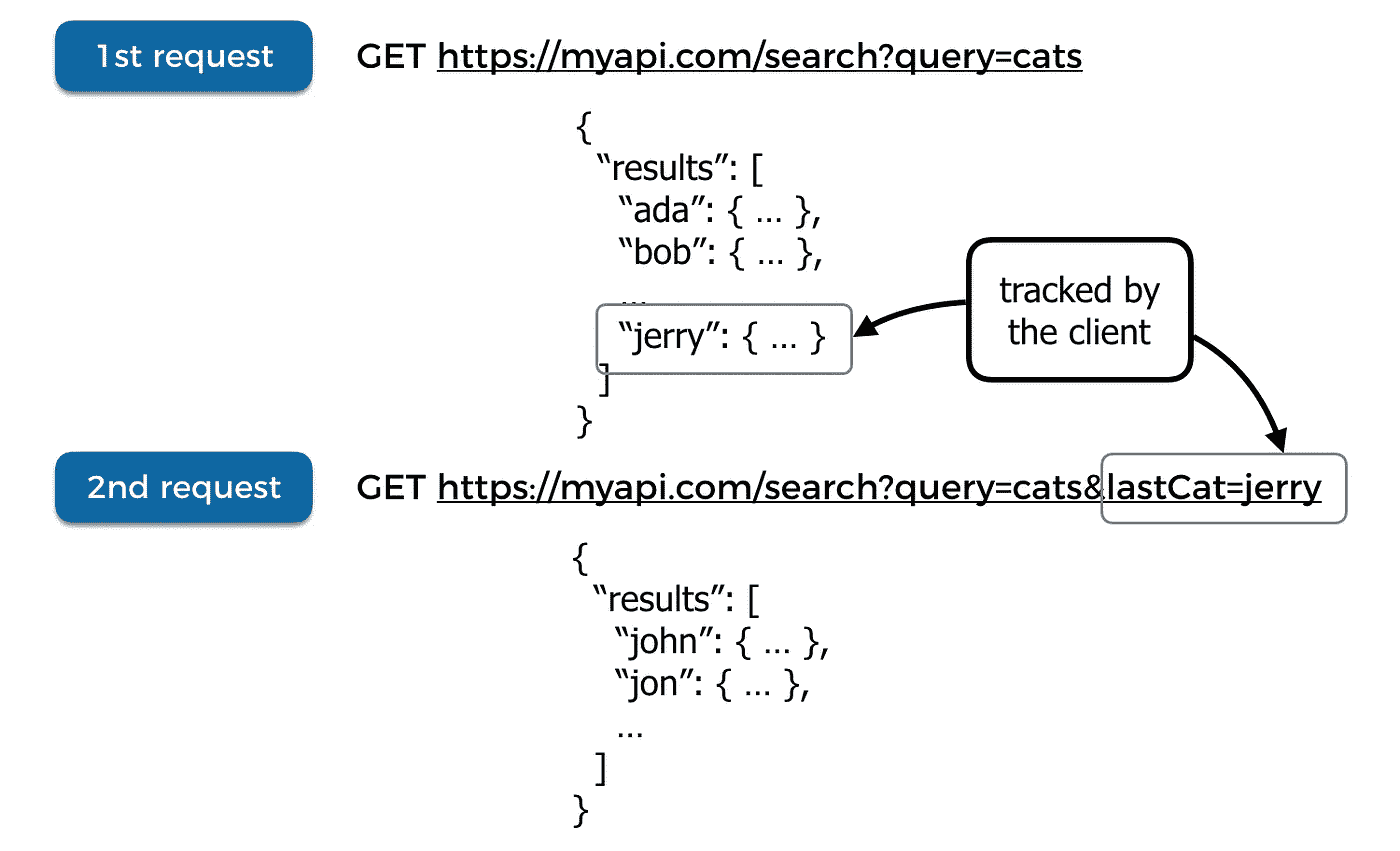 1st request
GET https://myapi.com/search?query=cats
{
“results”: [
“ada”: { ... },
“bob”: { ... },
...
“jerry”: { ... }
]
}
tracked by
the client
2nd request
GET https://myapi.com/search?query=cats&lastCat=jerry
{
“results”: [
“john”: { ... },
“jon”: { ... },
...
]
}